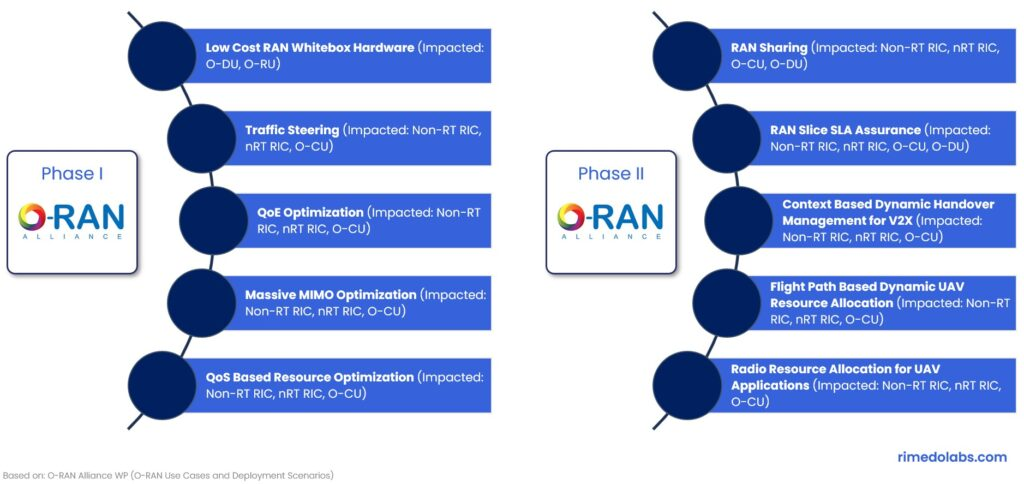 Phase I
O-RAN
ALLIANCE
Low Cost RAN Whitebox Hardware (Impacted:
O-DU, O-RU)
Traffic Steering (Impacted: Non-RT RIC,
nRT RIC, O-CU)
QoE Optimization (Impacted: Non-RT
RIC, nRT RIC, O-CU)
Massive MIMO Optimization (Impacted:
Non-RT RIC, nRT RIC, O-CU)
QoS Based Resource Optimization (Impacted:
Non-RT RIC, nRT RIC, O-CU)
Phase II
O-RAN
ALLIANCE
RAN Sharing (Impacted: Non-RT RIC, nRT RIC,
O-CU, O-DU)
RAN Slice SLA Assurance (Impacted:
Non-RT RIC, nRT RIC, O-CU, O-DU)
Context Based Dynamic Handover
Management for V2X (Impacted:
Non-RT RIC, nRT RIC, O-CU)
Flight Path Based Dynamic UAV
Resource Allocation (Impacted: Non-RT
RIC, nRT RIC, O-CU)
Radio Resource Allocation for UAV
Applications (Impacted: Non-RT RIC, nRT RIC,
O-CU)
rimedolabs.com
Based on: O-RAN Alliance WP (O-RAN Use Cases and Deployment Scenarios)